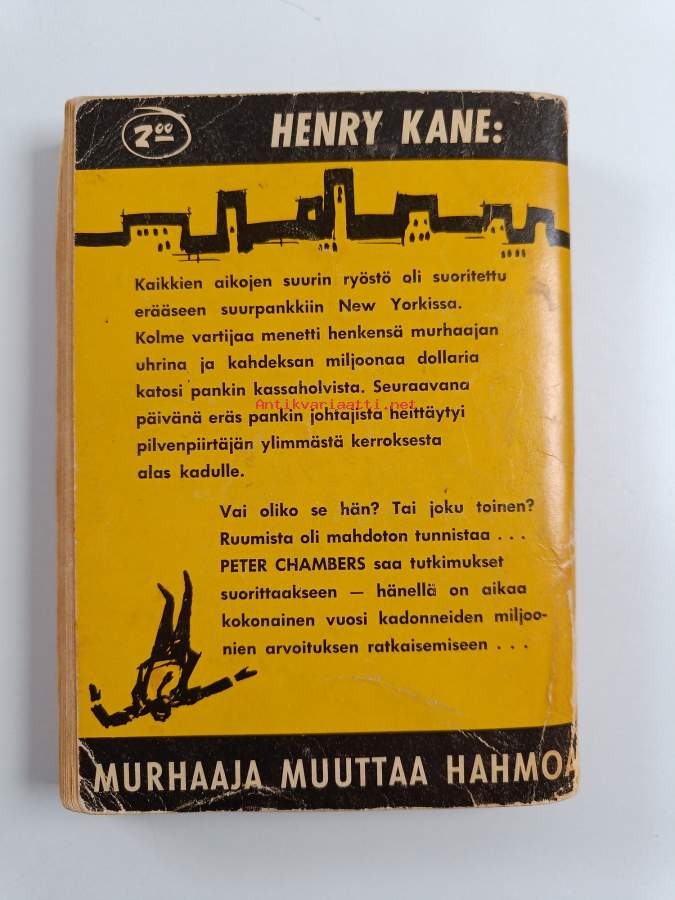 2 00
HENRY KANE:
Kaikkien aikojen suurin ryöstö oli suoritettu
erääseen suurpankkiin New Yorkissa.
Kolme vartijaa menetti henkensä murhaajan
uhrina ja kahdeksan miljoonaa dollaria
katosi pankin kassaholvista. Seuraavana
Antikvariaatti.net
päivänä eräs pankin johtajista heittäytyi
pilvenpiirtäjän ylimmästä kerroksesta
alas kadulle.
Vai oliko se hän? Tai joku toinen?
Ruumista oli mahdoton tunnistaa . . .
PETER CHAMBERS saa tutkimukset
suorittaakseen — hänellä on aikaa
kokonainen vuosi kadonneiden miljoo-
nien arvoituksen ratkaisemiseen . . .
MURHAAJA MUUTTAA HAHMOA